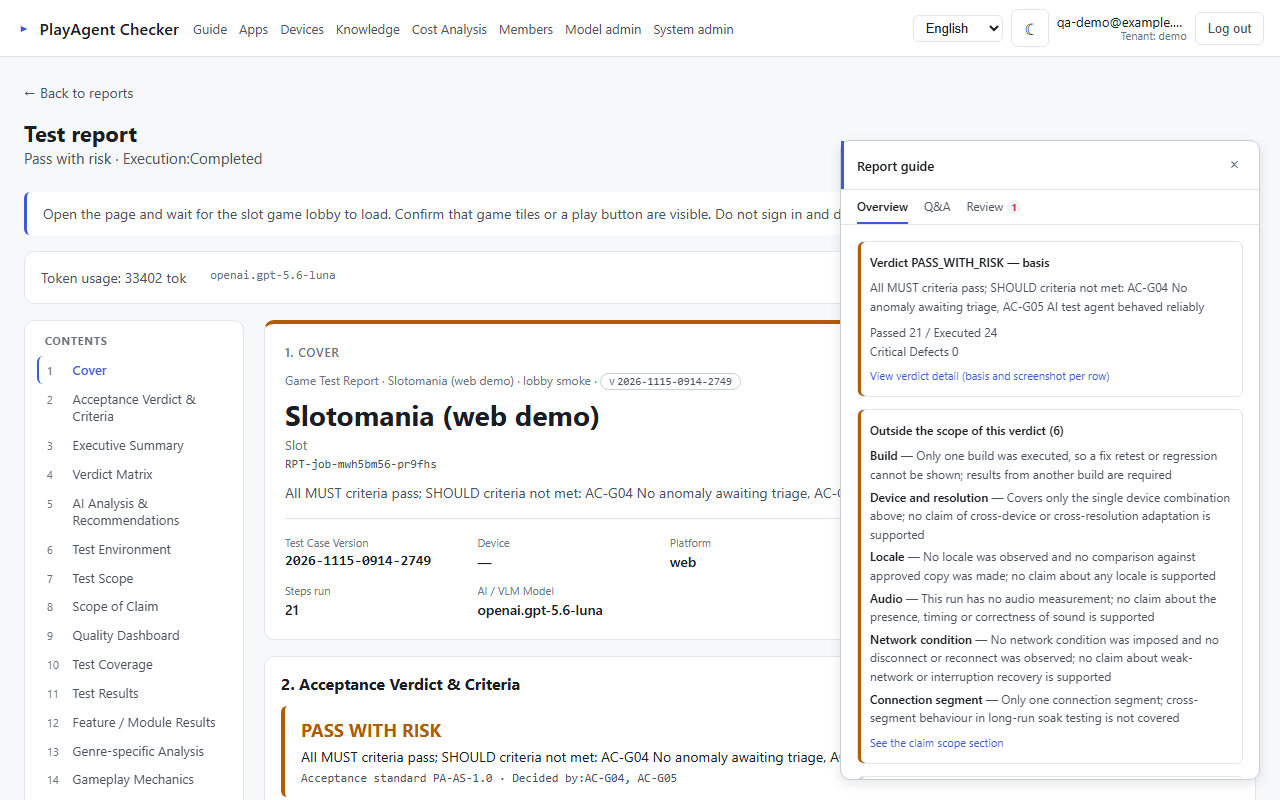 PlayAgent Checker
Guide
Apps
Devices
Knowledge
Cost Analysis
Members
Model admin
System admin
English
qa-demo@example....
Tenant: demo
Log out
← Back to reports
Test report
Pass with risk · Execution:Completed
Open the page and wait for the slot game lobby to load. Confirm that game tiles or a play button are visible. Do not sign in and d
Token usage: 33402 tok
openai.gpt-5.6-luna
CONTENTS
1 Cover
2 Acceptance Verdict &
Criteria
3 Executive Summary
4 Verdict Matrix
5 AI Analysis &
Recommendations
6 Test Environment
7 Test Scope
8 Scope of Claim
9 Quality Dashboard
10 Test Coverage
11 Test Results
12 Feature / Module Results
13 Genre-specific Analysis
14 Gameplay Mechanics
1. COVER
Game Test Report · Slotomania (web demo) · lobby smoke · v 2026-1115-0914-2749
Slotomania (web demo)
Slot
RPT-job-mwh5bm56-pr9fhs
All MUST criteria pass; SHOULD criteria not met: AC-G04 No anomaly awaiting triage, AC-G
Test Case Version
2026-1115-0914-2749
Device
—
Platform
web
Steps run
21
AI / VLM Model
openai.gpt-5.6-luna
2. Acceptance Verdict & Criteria
PASS WITH RISK
All MUST criteria pass; SHOULD criteria not met: AC-G04 No anomaly awaiting triage, A
Acceptance standard PA-AS-1.0 · Decided by:AC-G04, AC-G05
Report guide
×
Overview
Q&A
Review 1
Verdict PASS_WITH_RISK — basis
All MUST criteria pass; SHOULD criteria not met: AC-G04 No
anomaly awaiting triage, AC-G05 AI test agent behaved reliably
Passed 21 / Executed 24
Critical Defects 0
View verdict detail (basis and screenshot per row)
Outside the scope of this verdict (6)
Build — Only one build was executed, so a fix retest or regression
cannot be shown; results from another build are required
Device and resolution — Covers only the single device combination
above; no claim of cross-device or cross-resolution adaptation is
supported
Locale — No locale was observed and no comparison against
approved copy was made; no claim about any locale is supported
Audio — This run has no audio measurement; no claim about the
presence, timing or correctness of sound is supported
Network condition — No network condition was imposed and no
disconnect or reconnect was observed; no claim about weak-
network or interruption recovery is supported
Connection segment — Only one connection segment; cross-
segment behaviour in long-run soak testing is not covered
See the claim scope section